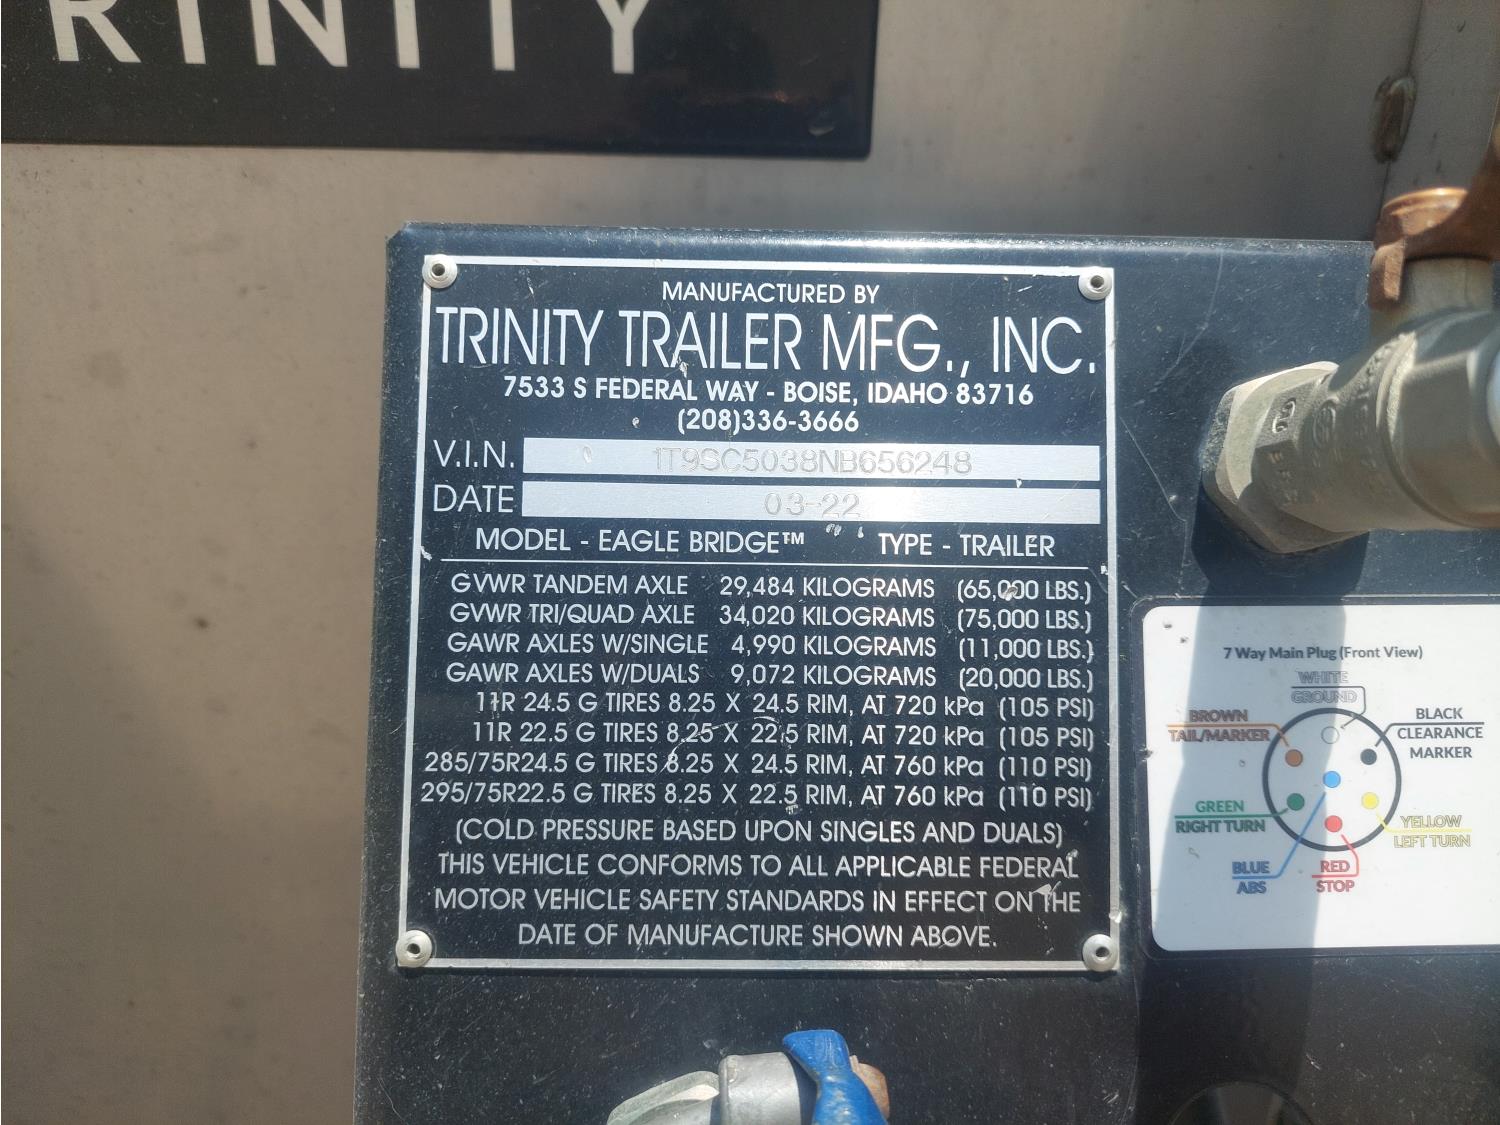 RINITY
MANUFACTURED BY
TRINITY TRAILER MFG., INC.
7533 S FEDERAL WAY - BOISE, IDAHO 83716
(208)336-3666
V.I.N. 1T9SC5038NB656248
DATE 03-22
MODEL - EAGLE BRIDGE™ TYPE - TRAILER
GVWR TANDEM AXLE 29,484 KILOGRAMS (65,000 LBS.)
GVWR TRI/QUAD AXLE 34,020 KILOGRAMS (75,000 LBS.)
GAWR AXLES W/SINGLE 4,990 KILOGRAMS (11,000 LBS.)
GAWR AXLES W/DUALS 9,072 KILOGRAMS (20,000 LBS.)
11R 24.5 G TIRES 8.25 X 24.5 RIM, AT 720 kPa (105 PSI)
11R 22.5 G TIRES 8.25 X 22.5 RIM, AT 720 kPa (105 PSI)
285/75R24.5 G TIRES 8.25 X 24.5 RIM, AT 760 kPa (110 PSI)
295/75R22.5 G TIRES 8.25 X 22.5 RIM, AT 760 kPa (110 PSI)
(COLD PRESSURE BASED UPON SINGLES AND DUALS)
THIS VEHICLE CONFORMS TO ALL APPLICABLE FEDERAL
MOTOR VEHICLE SAFETY STANDARDS IN EFFECT ON THE
DATE OF MANUFACTURE SHOWN ABOVE.
7 Way Main Plug (Front View)
WHITE
GROUND
BROWN
TAIL/MARKER
BLACK
CLEARANCE
MARKER
GREEN
RIGHT TURN
YELLOW
LEFT TURN
BLUE
ABS
RED
STOP